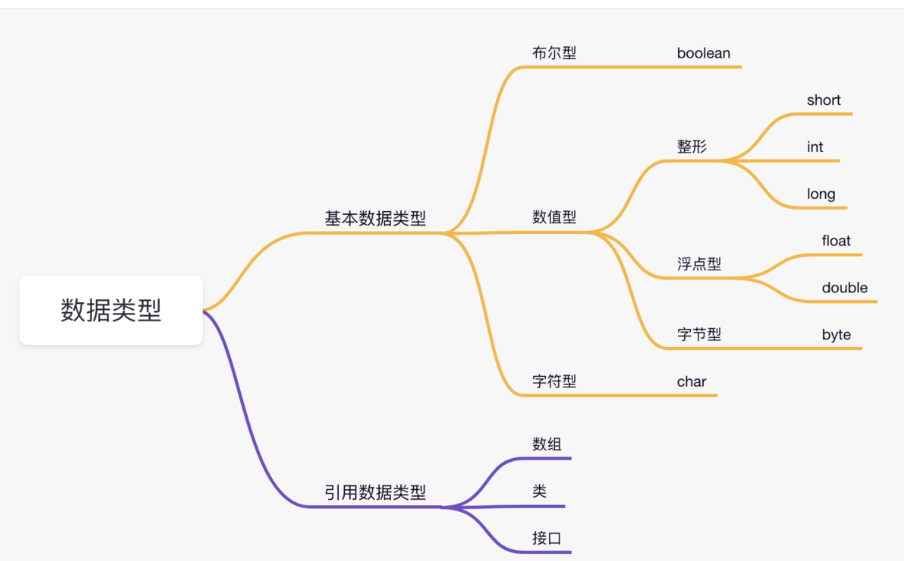 布尔型 boolean
short
整形
int
long
基本数据类型
数值型
float
浮点型
double
数据类型
字节型 byte
字符型 char
数组
引用数据类型
类
接口